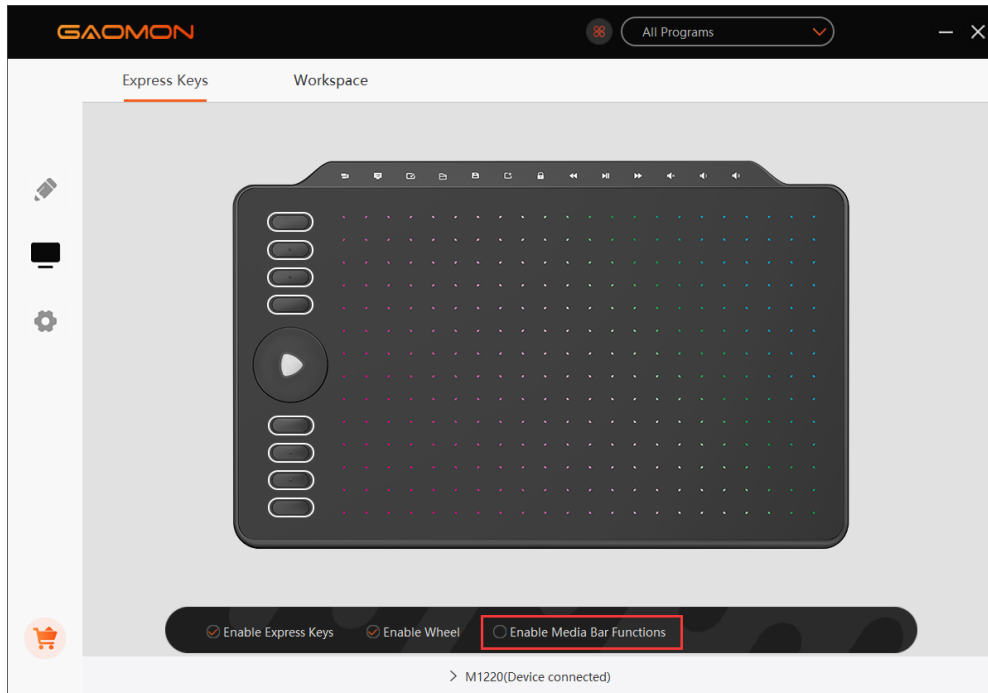 GAOMON
All Programs
Express Keys Workspace
Enable Express Keys Enable Wheel Enable Media Bar Functions
M1220(Device connected)